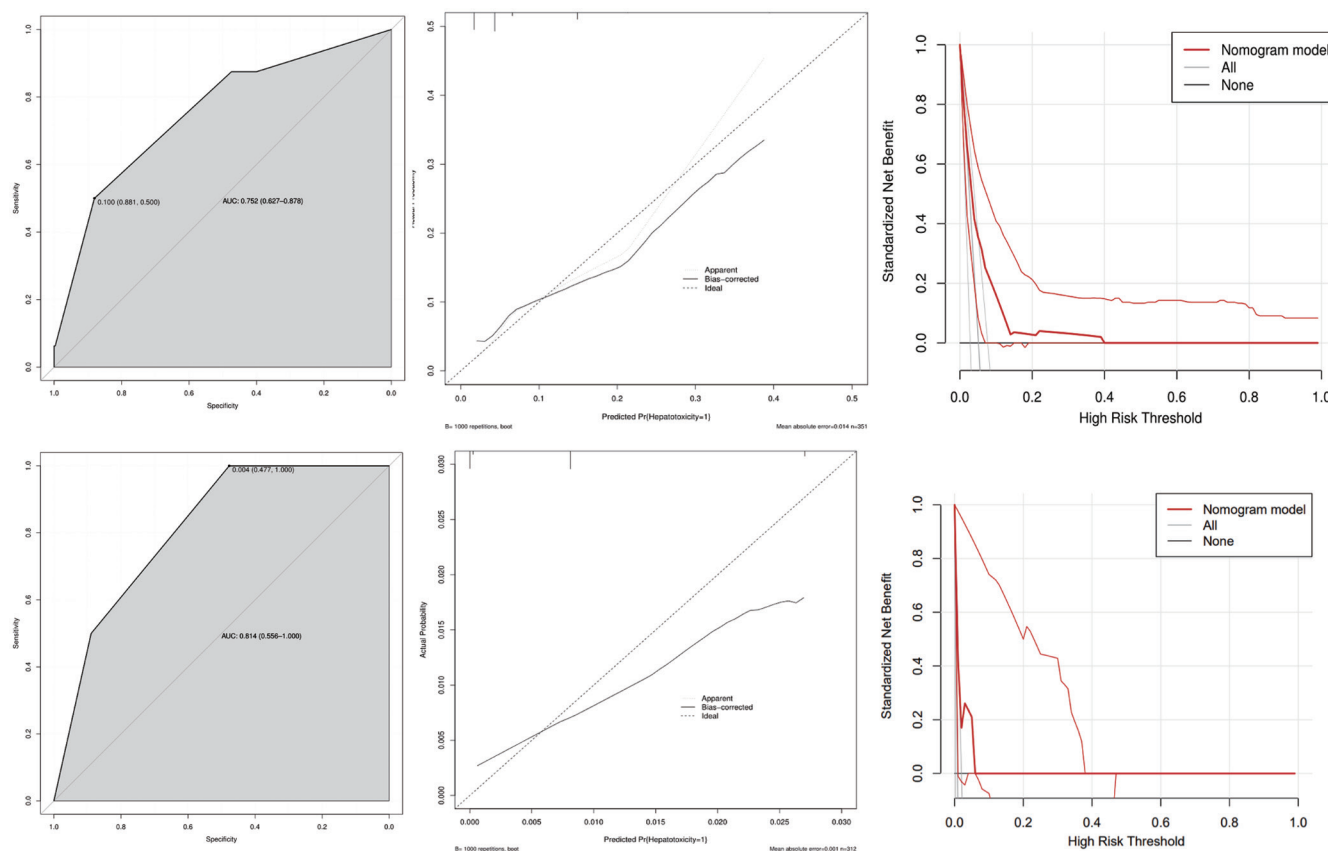 1.0
0.8
0.6
0.4
0.2
0.0
Sensitivity
0.100 (0.881, 0.500)
AUC: 0.752 (0.627–0.878)
1.0 0.8 0.6 0.4 0.2 0.0
Specificity
0.5
0.4
0.3
0.2
0.1
0.0
Apparent
Bias−corrected
Ideal
0.0 0.1 0.2 0.3 0.4 0.5
Predicted Pr{Hepatotoxicity=1}
B= 1000 repetitions, boot
Mean absolute error=0.014 n=351
Nomogram model
All
None
1.0
0.8
0.6
0.4
0.2
0.0
Standardized Net Benefit
0.0 0.2 0.4 0.6 0.8 1.0
High Risk Threshold
1.0
0.8
0.6
0.4
0.2
0.0
Sensitivity
0.004 (0.477, 1.000)
AUC: 0.814 (0.556–1.000)
1.0 0.8 0.6 0.4 0.2 0.0
Specificity
0.030
0.025
0.020
0.015
0.010
0.005
0.000
Actual Probability
Apparent
Bias−corrected
Ideal
0.000 0.005 0.010 0.015 0.020 0.025 0.030
Predicted Pr{Hepatotoxicity=1}
B= 1000 repetitions, boot
Mean absolute error=0.001 n=312
Nomogram model
All
None
1.0
0.8
0.6
0.4
0.2
0.0
Standardized Net Benefit
0.0 0.2 0.4 0.6 0.8 1.0
High Risk Threshold